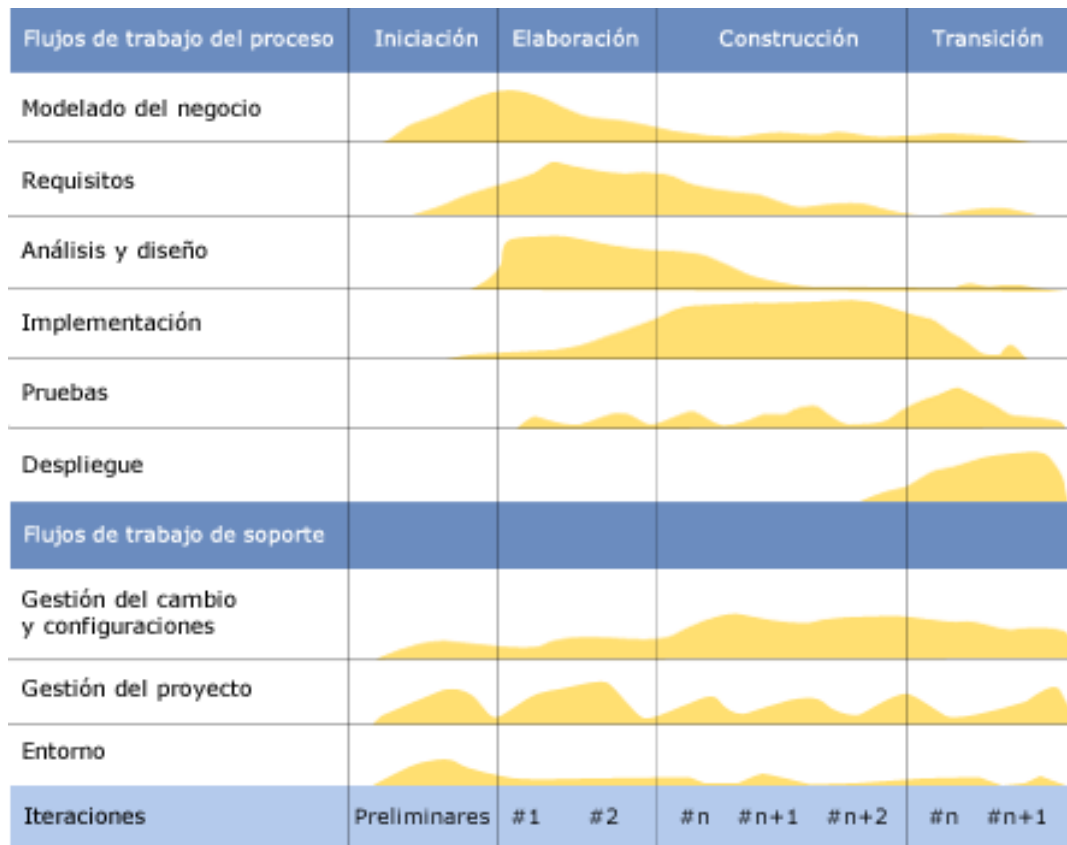 Flujos de trabajo del proceso Iniciación Elaboración Construcción Transición
Modelado del negocio
Requisitos
Análisis y diseño
Implementación
Pruebas
Despliegue
Flujos de trabajo de soporte
Gestión del cambio
y configuraciones
Gestión del proyecto
Entorno
Iteraciones Preliminares #1 #2 #n #n+1 #n+2 #n #n+1